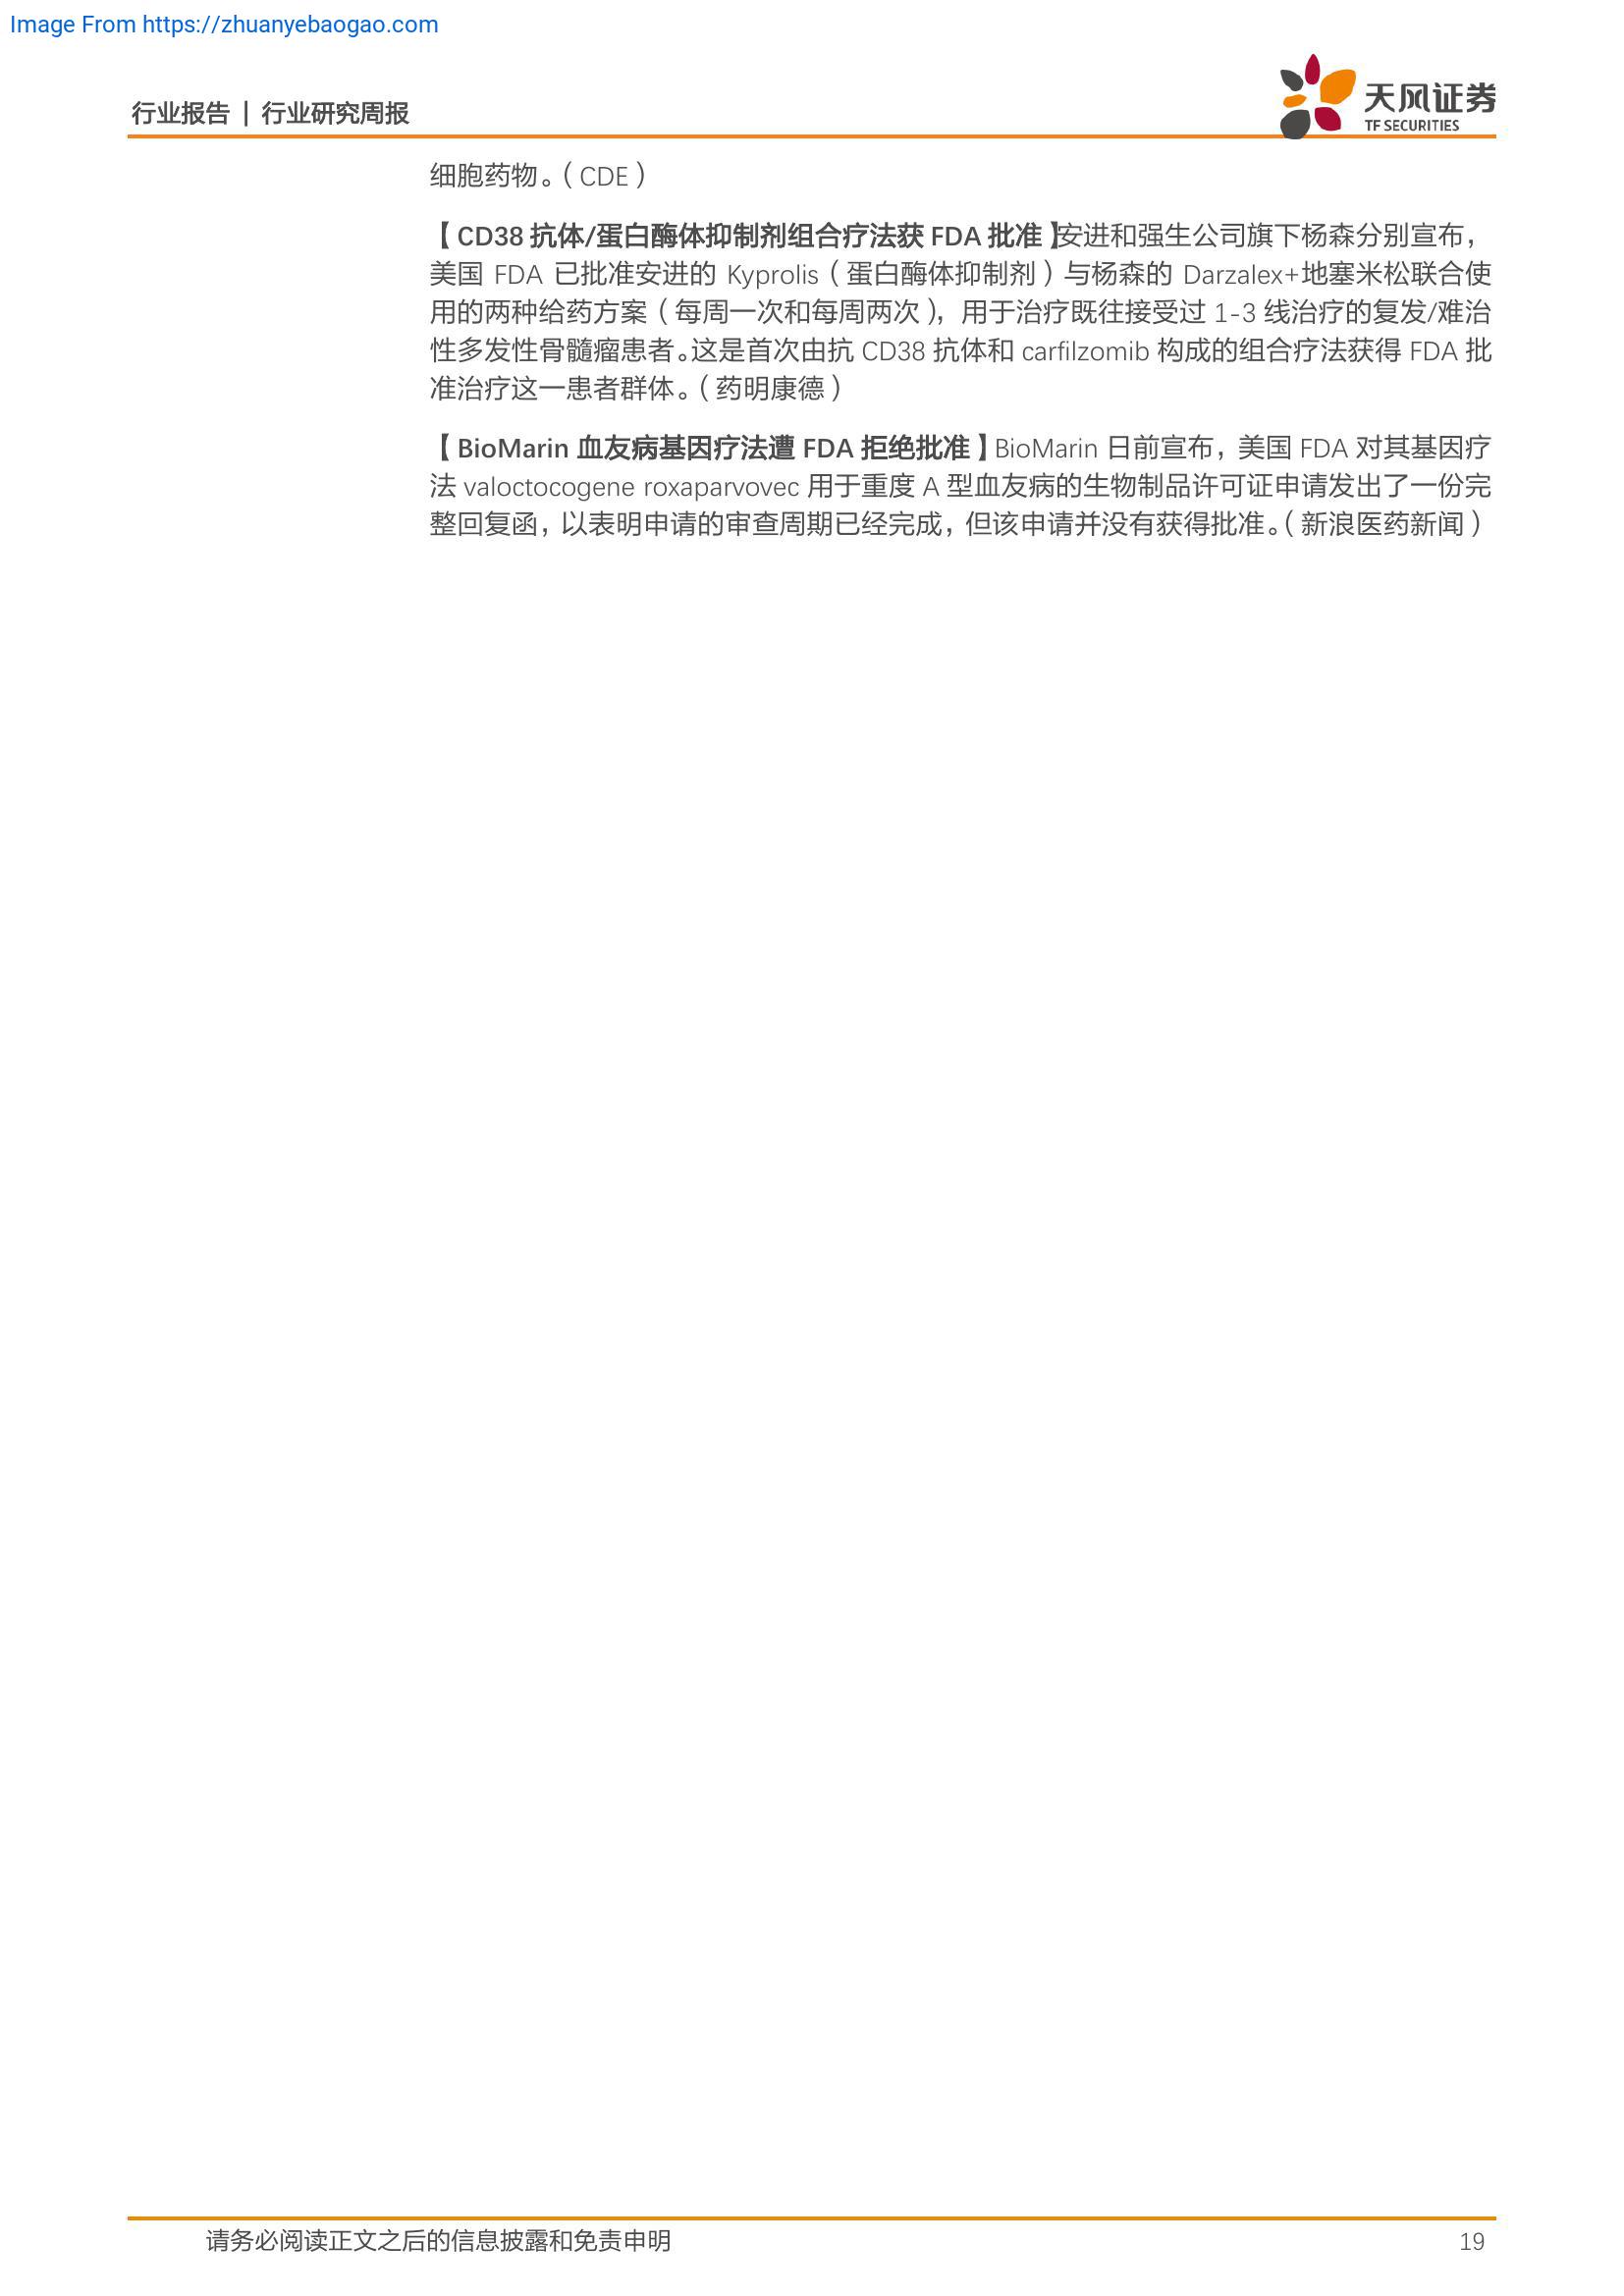 Image From https://zhuanyebaogao.com
行业报告 | 行业研究周报
天风证券
TF SECURITIES
细胞药物。（CDE）
【CD38 抗体/蛋白酶体抑制剂组合疗法获 FDA 批准】安进和强生公司旗下杨森分别宣布，
美国 FDA 已批准安进的 Kyprolis（蛋白酶体抑制剂）与杨森的 Darzalex+地塞米松联合使
用的两种给药方案（每周一次和每周两次），用于治疗既往接受过 1-3 线治疗的复发/难治
性多发性骨髓瘤患者。这是首次由抗 CD38 抗体和 carfilzomib 构成的组合疗法获得 FDA 批
准治疗这一患者群体。（药明康德）
【BioMarin 血友病基因疗法遭 FDA 拒绝批准】BioMarin 日前宣布，美国 FDA 对其基因疗
法 valoctocogene roxaparvovec 用于重度 A 型血友病的生物制品许可证申请发出了一份完
整回复函，以表明申请的审查周期已经完成，但该申请并没有获得批准。（新浪医药新闻）
请务必阅读正文之后的信息披露和免责申明
19